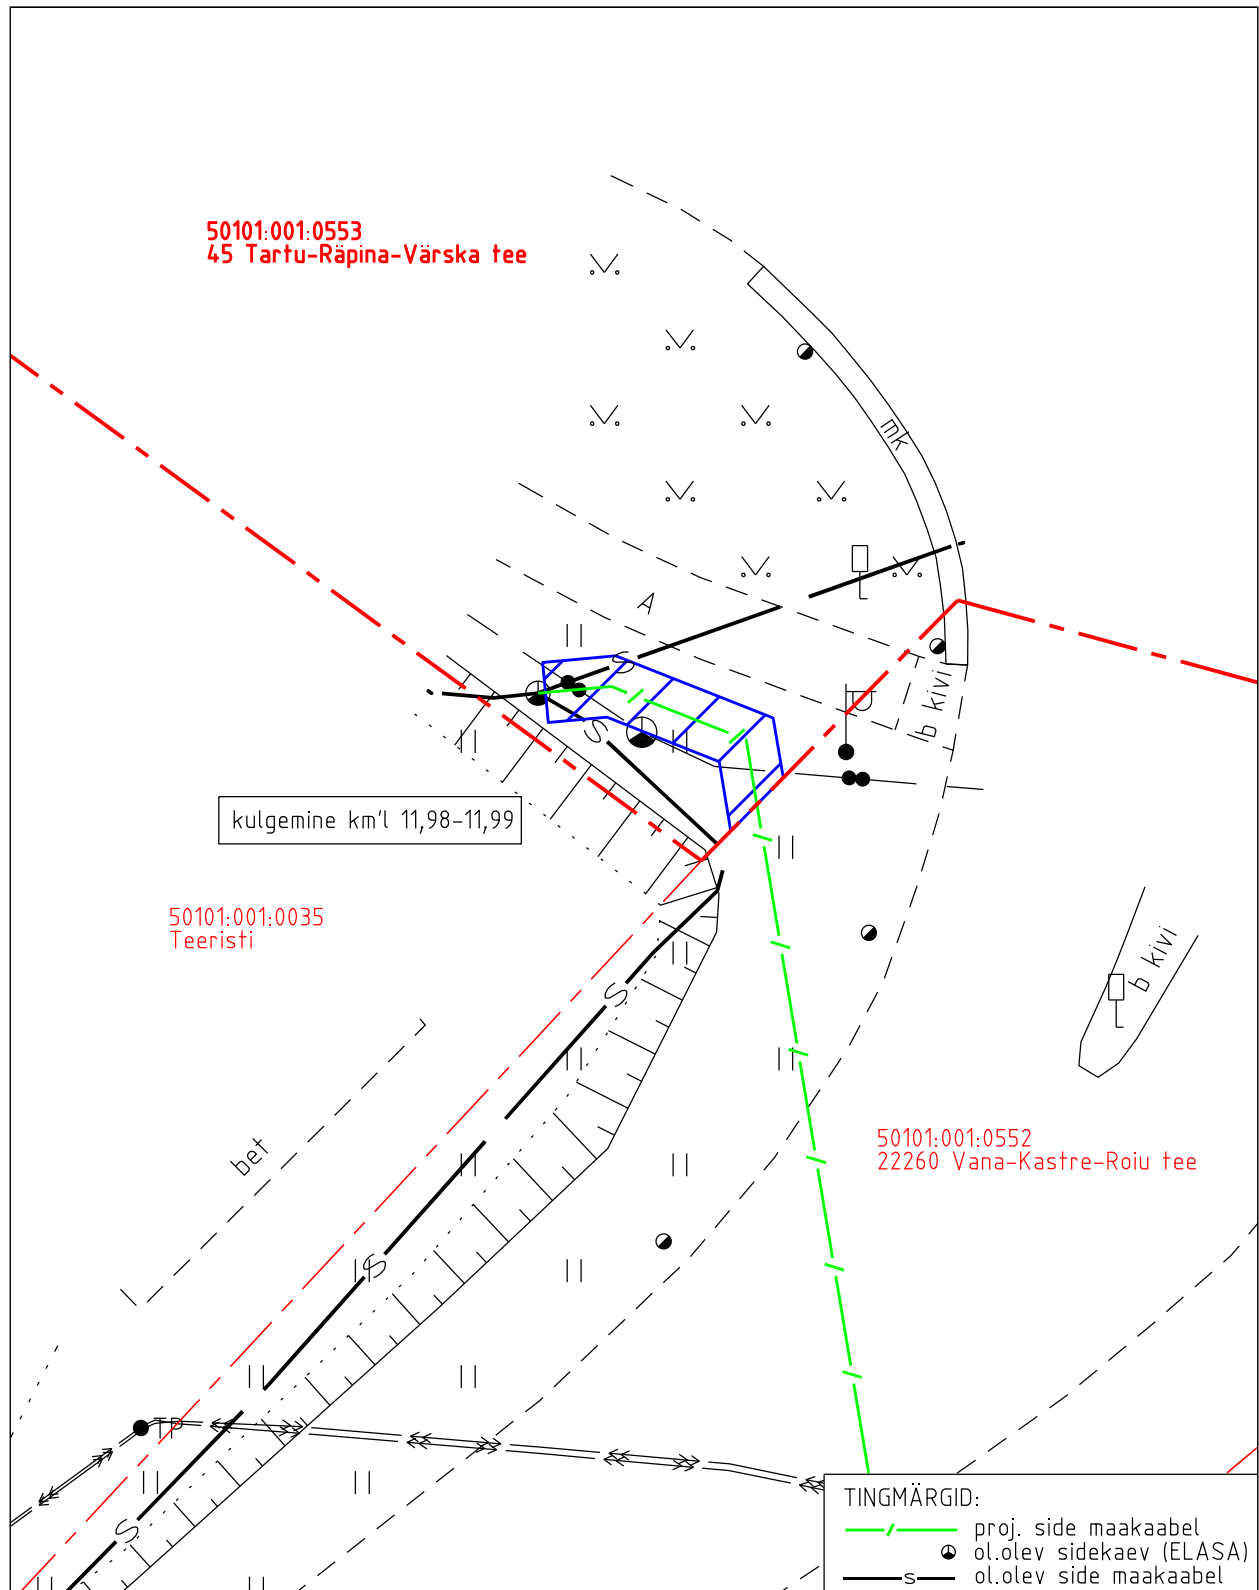 50101:001:0553
45 Tartu-Räpina-Värska tee
mk
A
S
b kivi
S
kulgemine km'l 11,98-11,99
50101:001:0035
Teeristi
b kivi
S
bet
50101:001:0552
22260 Vana-Kastre-Roiu tee
S
TP
S
TINGMÄRGID:
proj. side maakaabel
ol.olev sidekaev (ELASA)
S ol.olev side maakaabel